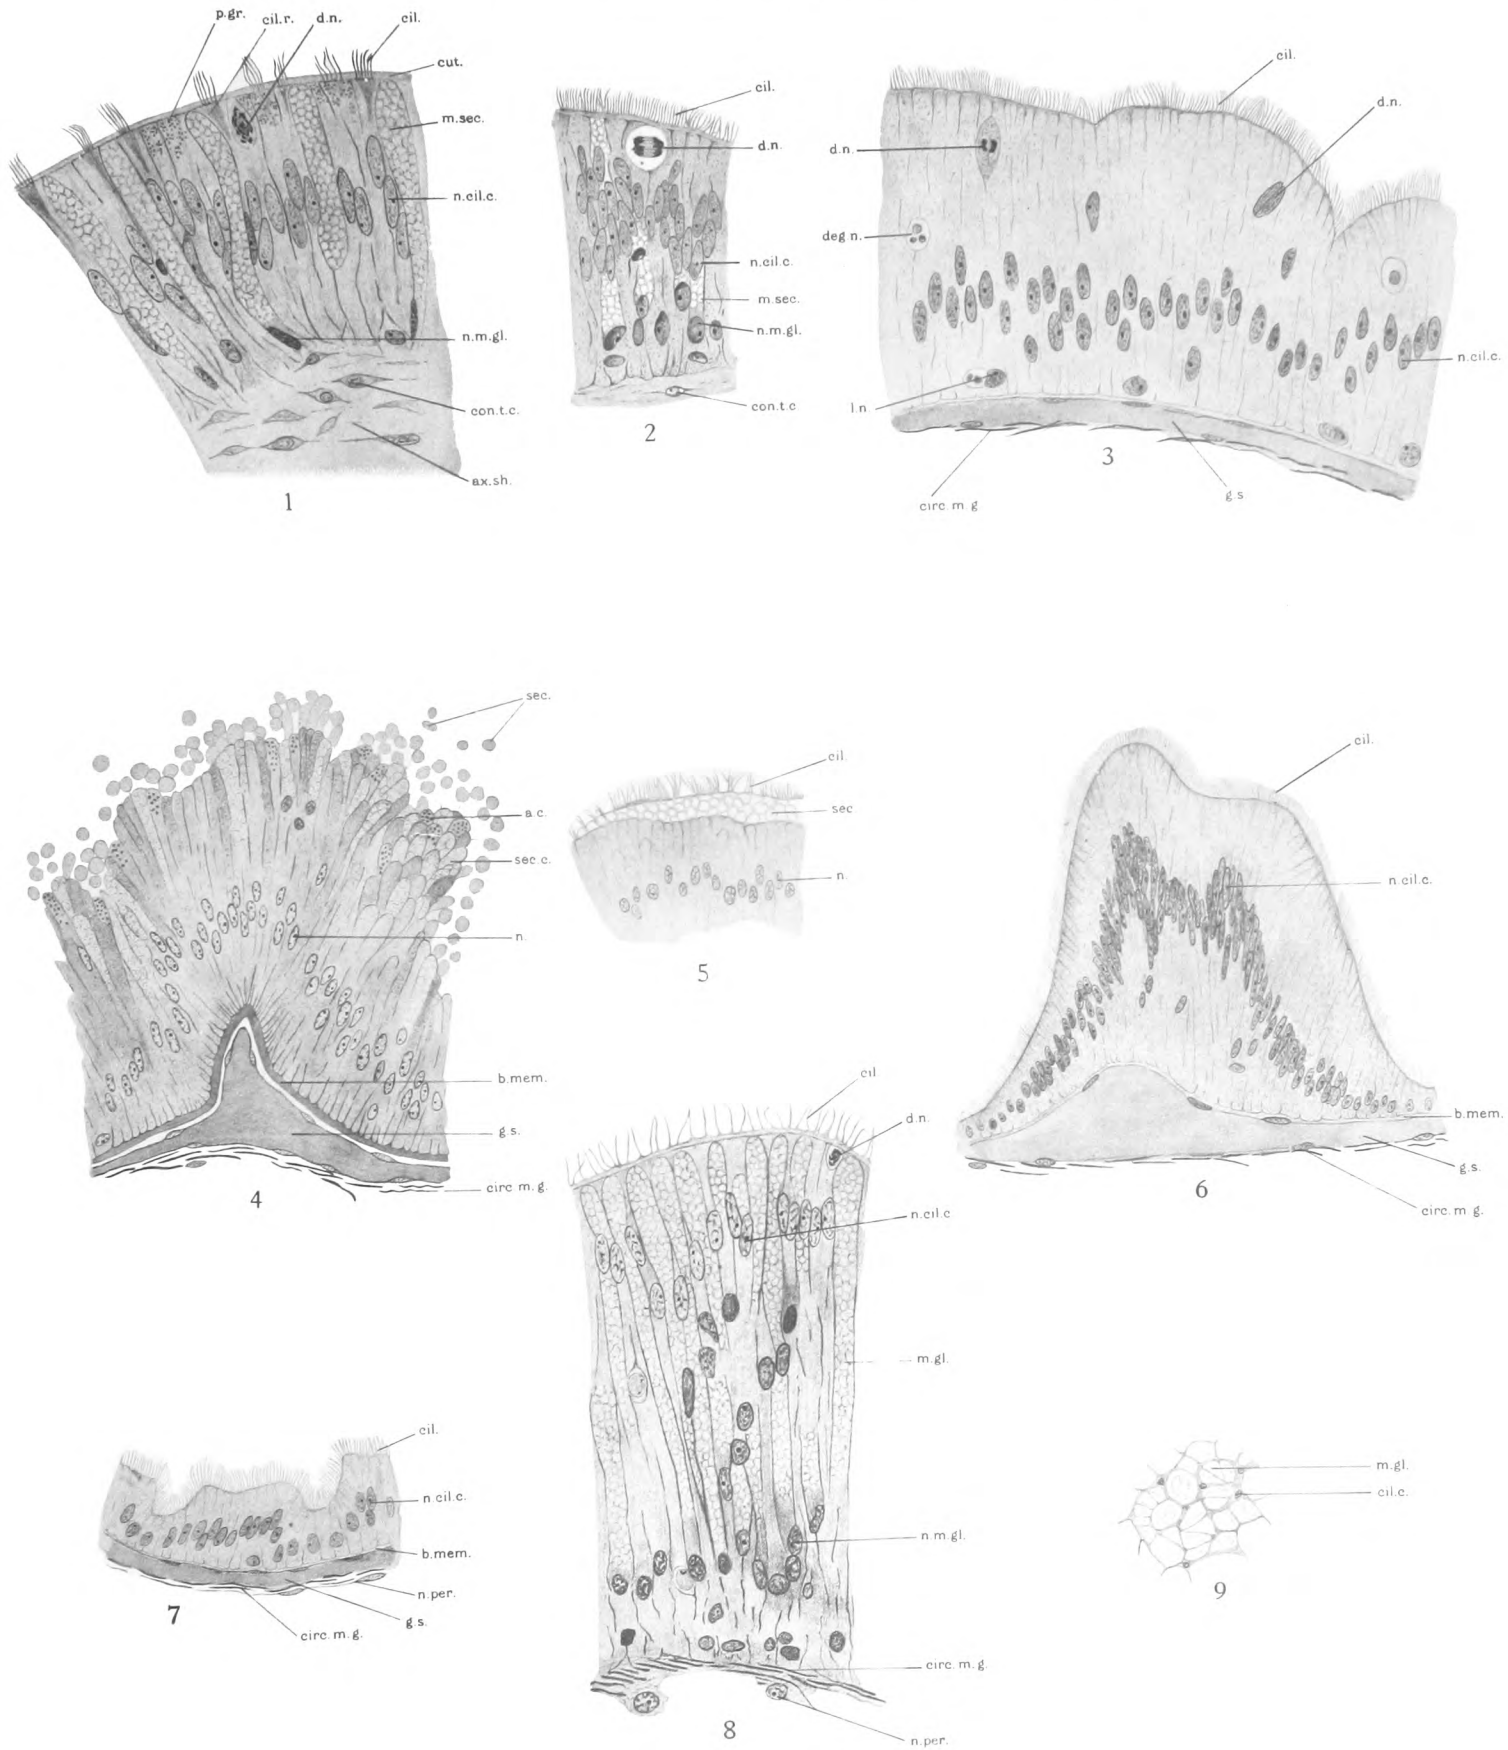 p.gr.
cil.r.
d.n.
cil.
cut.
m.sec.
n.cil.c.
n.m.gl.
con.t.c.
ax.sh.
1
cil.
d.n.
n.cil.c.
m.sec.
n.m.gl.
con.t.c
2
cil.
d.n.
d.n.
deg.n.
n.cil.c.
l.n.
circ.m.g
g.s
3
sec.
a.c.
sec.c.
n.
b.mem.
g.s.
circ.m.g.
4
cil.
sec
n.
5
cil.
n.cil.c.
b.mem.
g.s.
circ.m.g.
6
cil.
n.cil.c.
b.mem.
n.per.
g.s.
circ.m.g.
7
cil
d.n.
n.cil.c
m.gl.
n.m.gl.
circ.m.g.
n.per.
8
m.gl.
cil.c.
9